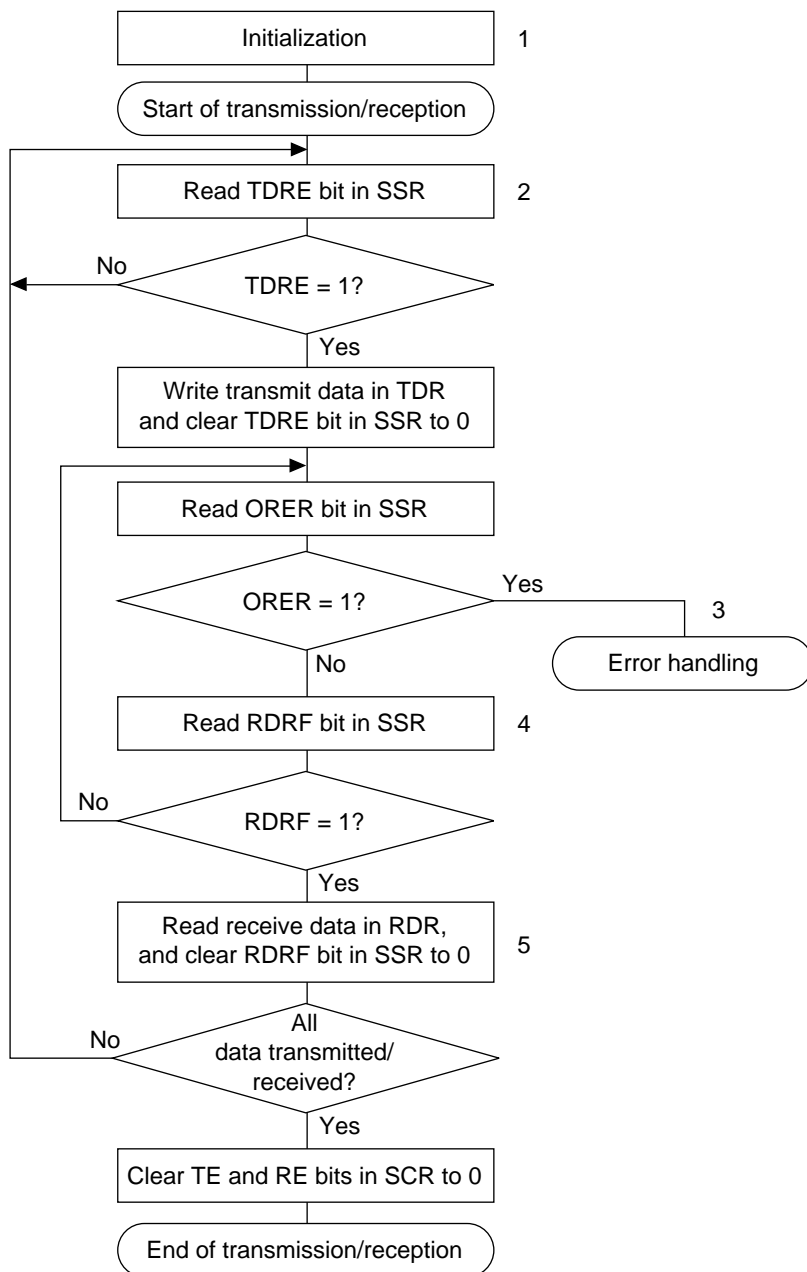 Initialization
1
Start of transmission/reception
Read TDRE bit in SSR
2
No
TDRE = 1?
Yes
Write transmit data in TDR
and clear TDRE bit in SSR to 0
Read ORER bit in SSR
Yes
ORER = 1?
3
No
Error handling
Read RDRF bit in SSR
4
No
RDRF = 1?
Yes
Read receive data in RDR,
and clear RDRF bit in SSR to 0
5
No
All
data transmitted/
received?
Yes
Clear TE and RE bits in SCR to 0
End of transmission/reception